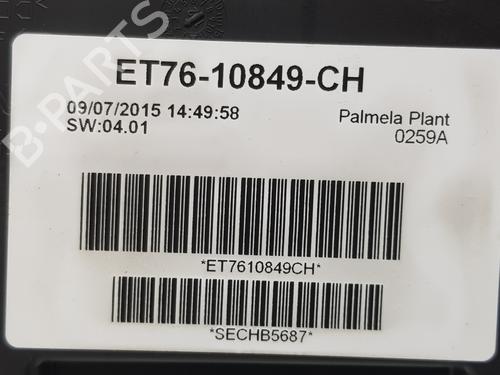 ET76-10849-CH
09/07/2015 14:49:58
Palmela Plant
SW:04.01
0259A
*ET7610849CH*
*SECHB5687*
B-PARTS